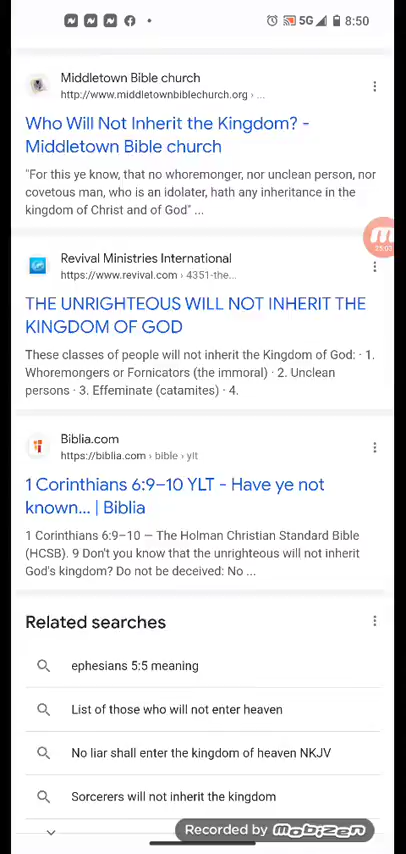 5G 8:50
Middletown Bible church
http://www.middletownbiblechurch.org › ...
Who Will Not Inherit the Kingdom? -
Middletown Bible church
"For this ye know, that no whoremonger, nor unclean person, nor
covetous man, who is an idolater, hath any inheritance in the
kingdom of Christ and of God" ...
25:02
Revival Ministries International
https://www.revival.com › 4351-the...
THE UNRIGHTEOUS WILL NOT INHERIT THE
KINGDOM OF GOD
These classes of people will not inherit the Kingdom of God: · 1.
Whoremongers or Fornicators (the immoral) · 2. Unclean
persons · 3. Effeminate (catamites) · 4.
Biblia.com
https://biblia.com › bible › ylt
1 Corinthians 6:9–10 YLT - Have ye not
known... | Biblia
1 Corinthians 6:9–10 — The Holman Christian Standard Bible
(HCSB). 9 Don't you know that the unrighteous will not inherit
God's kingdom? Do not be deceived: No ...
Related searches
ephesians 5:5 meaning
List of those who will not enter heaven
No liar shall enter the kingdom of heaven NKJV
Sorcerers will not inherit the kingdom
Recorded by mobizen